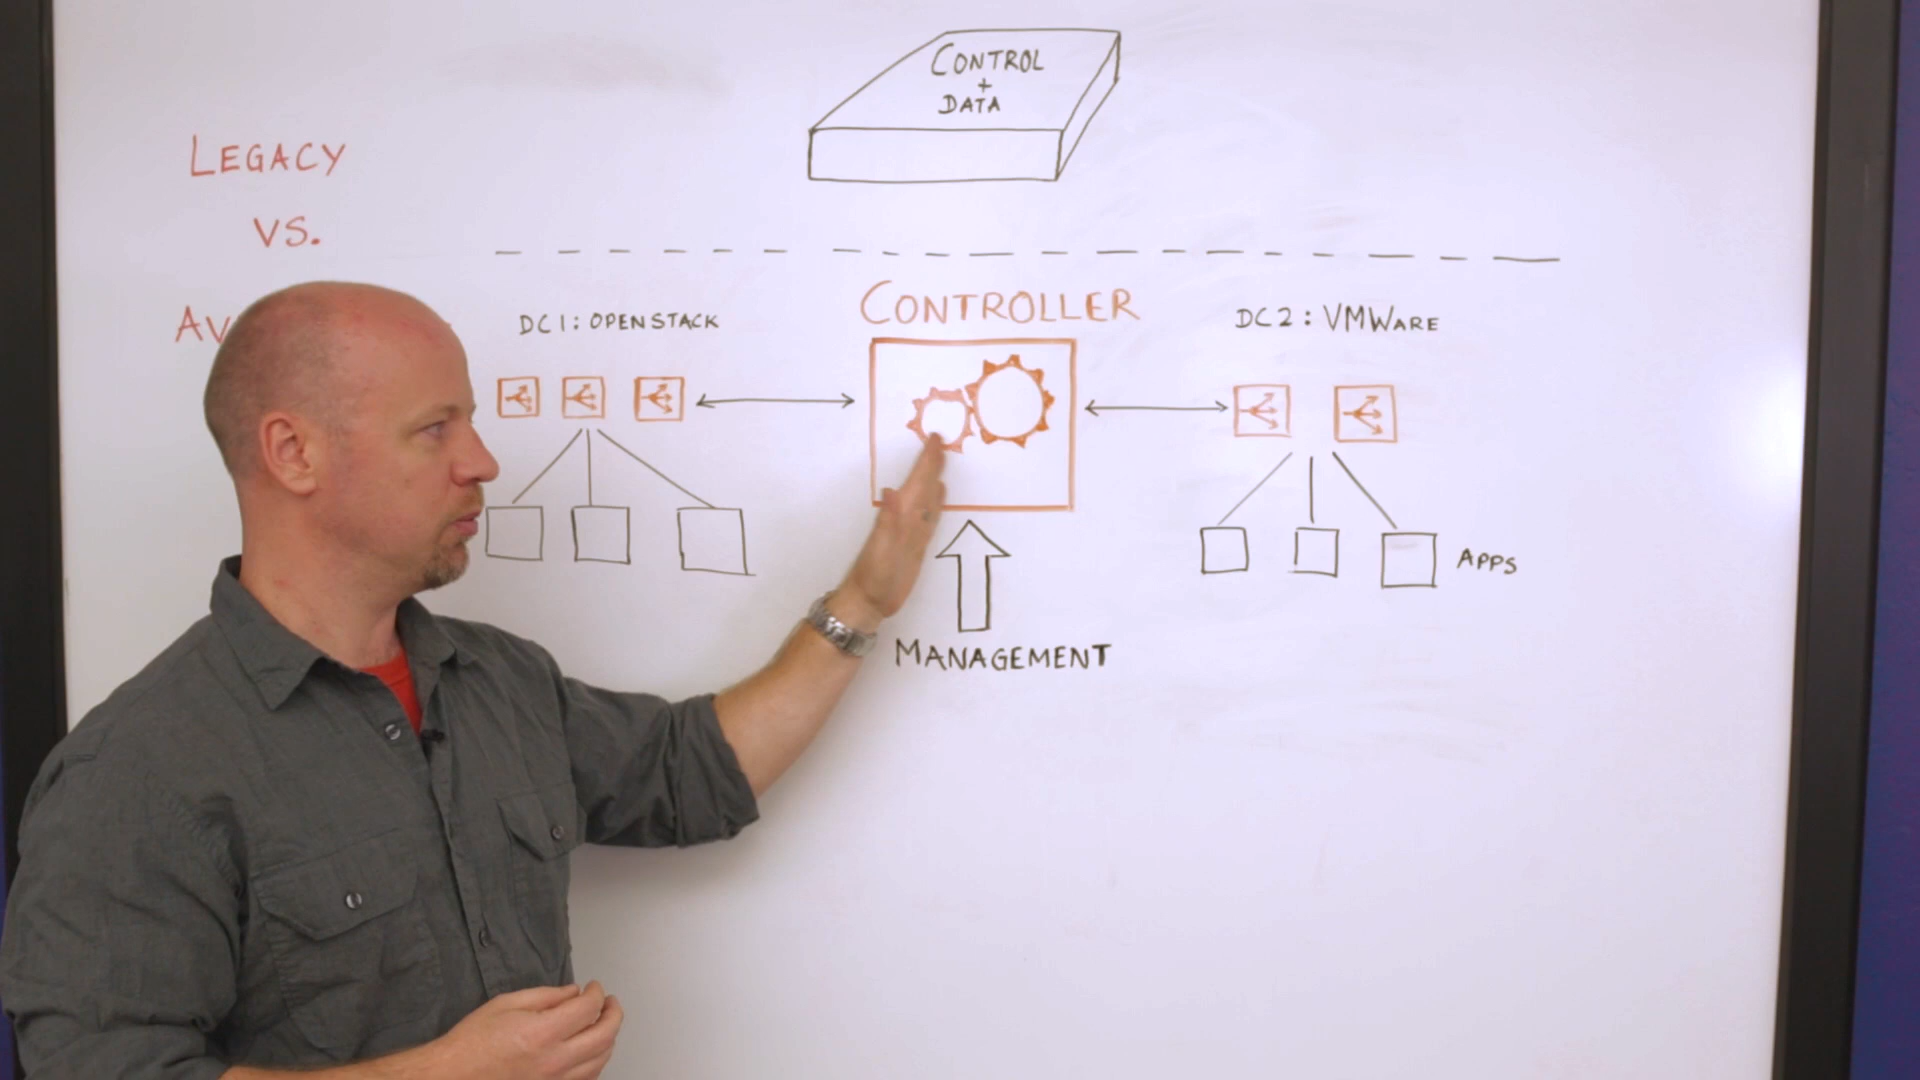 CONTROL
+
DATA
LEGACY
VS.
CONTROLLER
DC1: OPENSTACK
DC2: VMWARE
APPS
MANAGEMENT